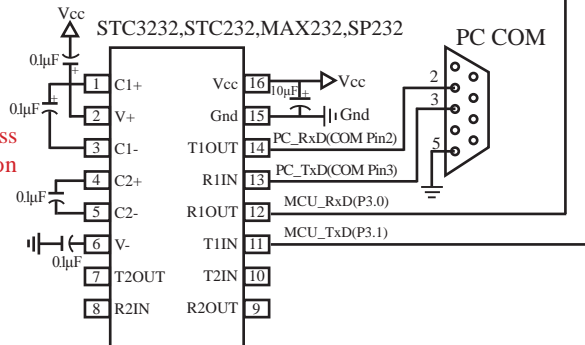 Vcc
STC3232,STC232,MAX232,SP232
PC COM
0.1μF
+
1 C1+ Vcc 16 Vcc
10μF +
0.1μF +
2 V+ Gnd 15 Gnd
ss
3 C1- T1OUT 14 PC_RxD(COM Pin2)
on
4 C2+ R1IN 13 PC_TxD(COM Pin3)
0.1μF
5 C2- R1OUT 12 MCU_RxD(P3.0)
6 V- T1IN 11 MCU_TxD(P3.1)
0.1μF
7 T2OUT T2IN 10
8 R2IN R2OUT 9
2
3
5